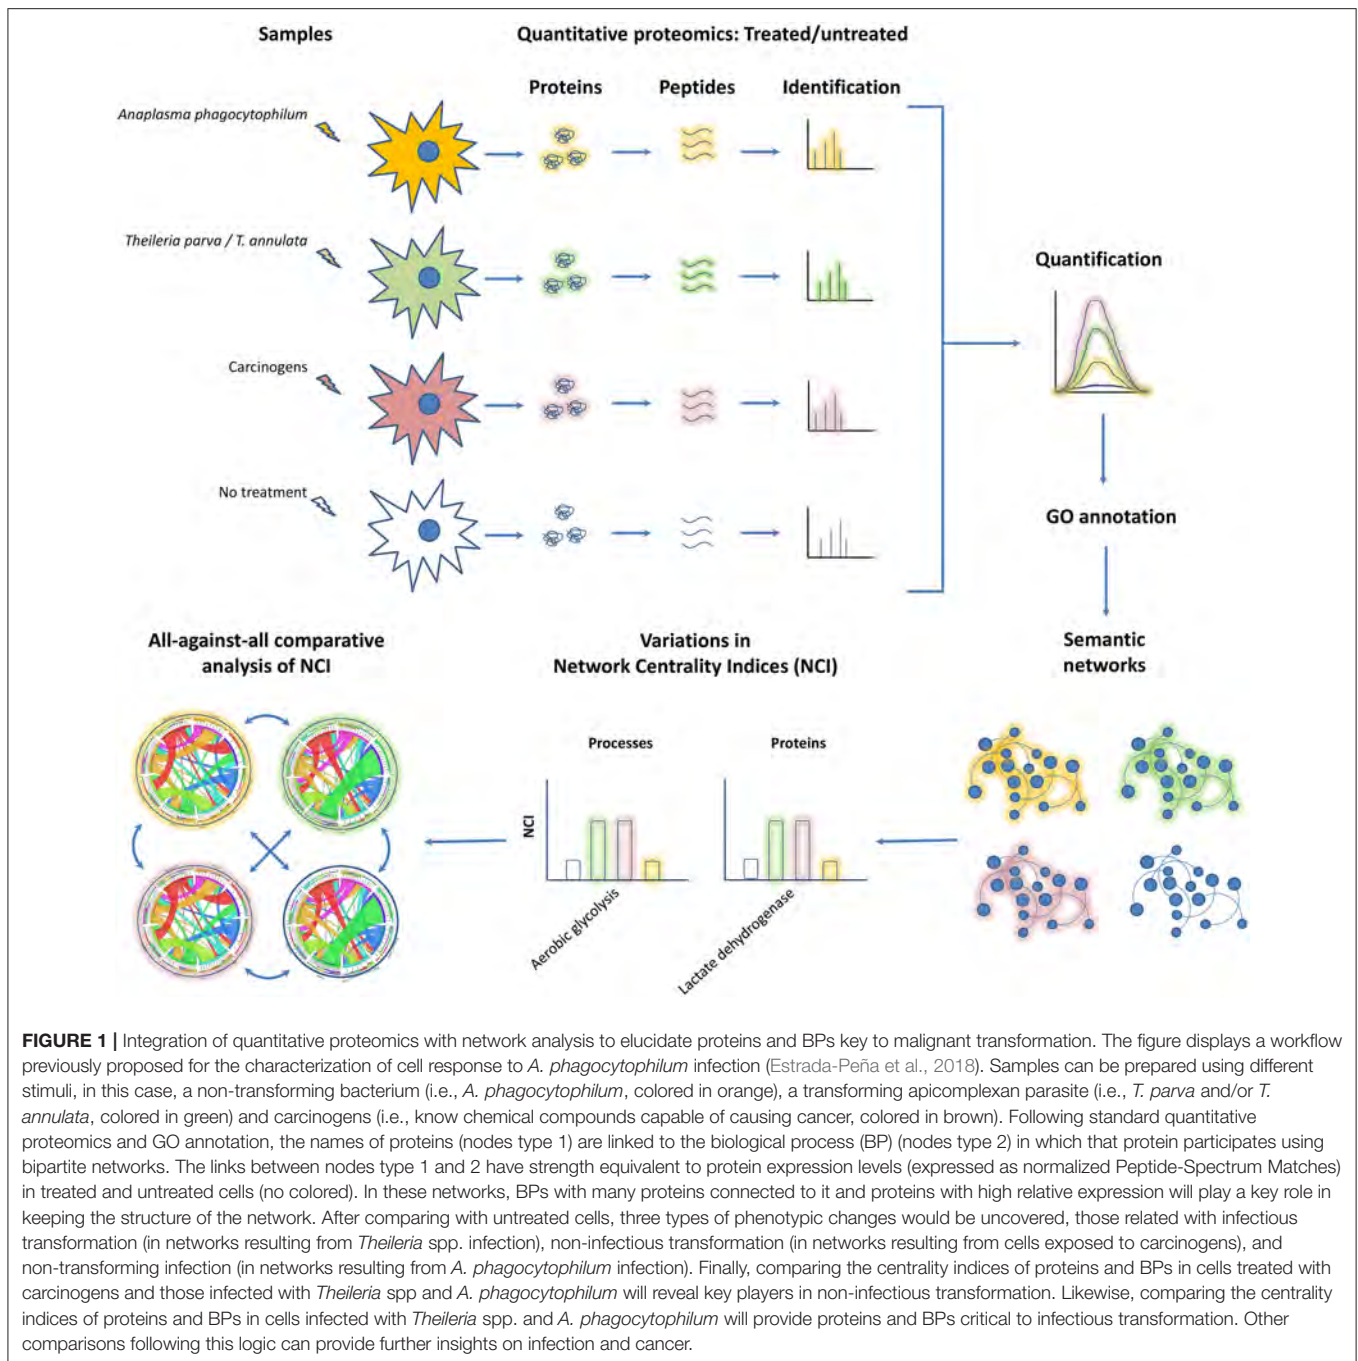 Samples
Quantitative proteomics: Treated/untreated
Proteins
Peptides
Identification
Anaplasma phagocytophilum
Theileria parva / T. annulata
Carcinogens
No treatment
Quantification
GO annotation
Semantic
networks
Variations in
Network Centrality Indices (NCI)
All-against-all comparative
analysis of NCI
Processes
Proteins
NCI
Aerobic glycolysis
Lactate dehydrogenase
FIGURE 1 | Integration of quantitative proteomics with network analysis to elucidate proteins and BPs key to malignant transformation. The figure displays a workflow
previously proposed for the characterization of cell response to A. phagocytophilum infection (Estrada-Peña et al., 2018). Samples can be prepared using different
stimuli, in this case, a non-transforming bacterium (i.e., A. phagocytophilum, colored in orange), a transforming apicomplexan parasite (i.e., T. parva and/or T.
annulata, colored in green) and carcinogens (i.e., know chemical compounds capable of causing cancer, colored in brown). Following standard quantitative
proteomics and GO annotation, the names of proteins (nodes type 1) are linked to the biological process (BP) (nodes type 2) in which that protein participates using
bipartite networks. The links between nodes type 1 and 2 have strength equivalent to protein expression levels (expressed as normalized Peptide-Spectrum Matches)
in treated and untreated cells (no colored). In these networks, BPs with many proteins connected to it and proteins with high relative expression will play a key role in
keeping the structure of the network. After comparing with untreated cells, three types of phenotypic changes would be uncovered, those related with infectious
transformation (in networks resulting from Theileria spp. infection), non-infectious transformation (in networks resulting from cells exposed to carcinogens), and
non-transforming infection (in networks resulting from A. phagocytophilum infection). Finally, comparing the centrality indices of proteins and BPs in cells treated with
carcinogens and those infected with Theileria spp and A. phagocytophilum will reveal key players in non-infectious transformation. Likewise, comparing the centrality
indices of proteins and BPs in cells infected with Theileria spp. and A. phagocytophilum will provide proteins and BPs critical to infectious transformation. Other
comparisons following this logic can provide further insights on infection and cancer.